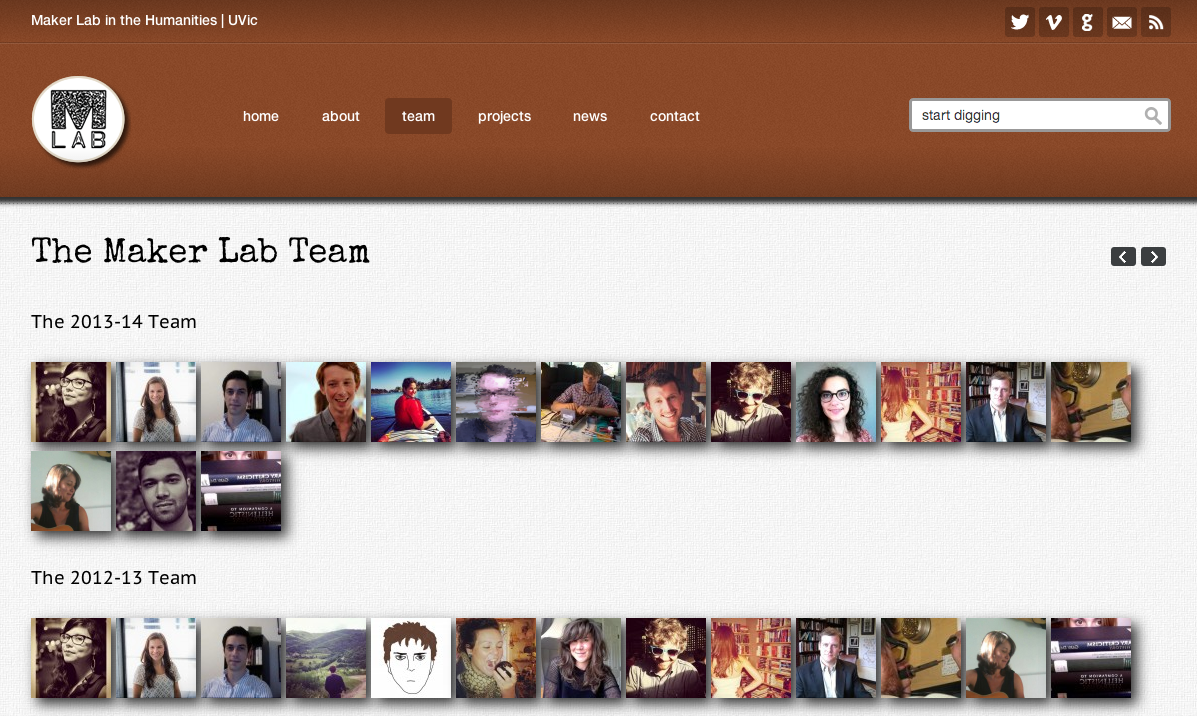 Maker Lab in the Humanities | UVic
M
LAB
home about team projects news contact
start digging
The Maker Lab Team
The 2013-14 Team
The 2012-13 Team